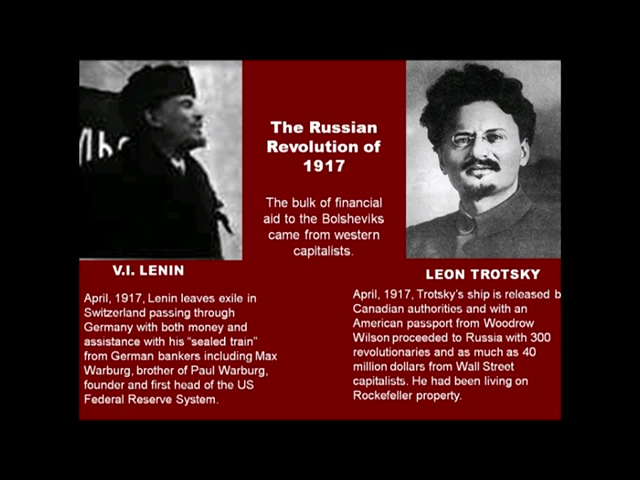 The Russian
Revolution of
1917
The bulk of financial
aid to the Bolsheviks
came from western
capitalists.
V.I. LENIN
April, 1917, Lenin leaves exile in
Switzerland passing through
Germany with both money and
assistance with his “sealed train”
from German bankers including Max
Warburg, brother of Paul Warburg,
founder and first head of the US
Federal Reserve System.
LEON TROTSKY
April, 1917, Trotsky's ship is released b
Canadian authorities and with an
American passport from Woodrow
Wilson proceeded to Russia with 300
revolutionaries and as much as 40
million dollars from Wall Street
capitalists. He had been living on
Rockefeller property.